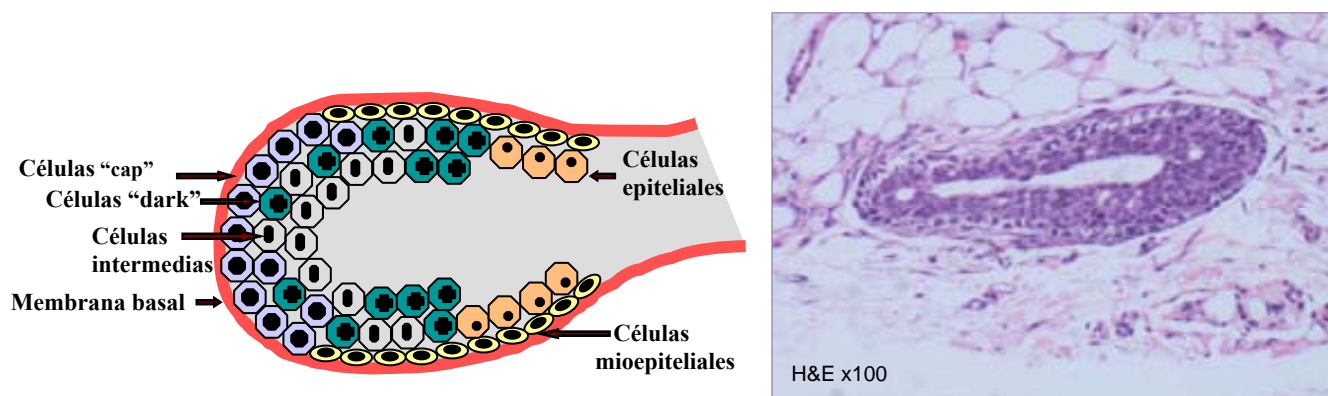 Células “cap”
Células “dark”
Células
intermedias
Membrana basal
Células
epiteliales
Células
mioepiteliales
H&E x100